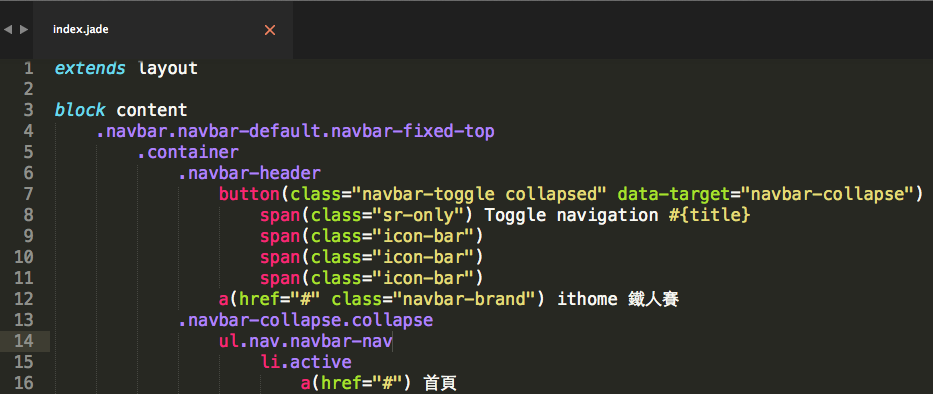 index.jade
1 extends layout
2
3 block content
4 .navbar.navbar-default.navbar-fixed-top
5 .container
6 .navbar-header
7 button(class="navbar-toggle collapsed" data-target="navbar-collapse")
8 span(class="sr-only") Toggle navigation #{title}
9 span(class="icon-bar")
10 span(class="icon-bar")
11 span(class="icon-bar")
12 a(href="#" class="navbar-brand") ithome 鐵人賽
13 .navbar-collapse.collapse
14 ul.nav.navbar-nav
15 li.active
16 a(href="#") 首頁